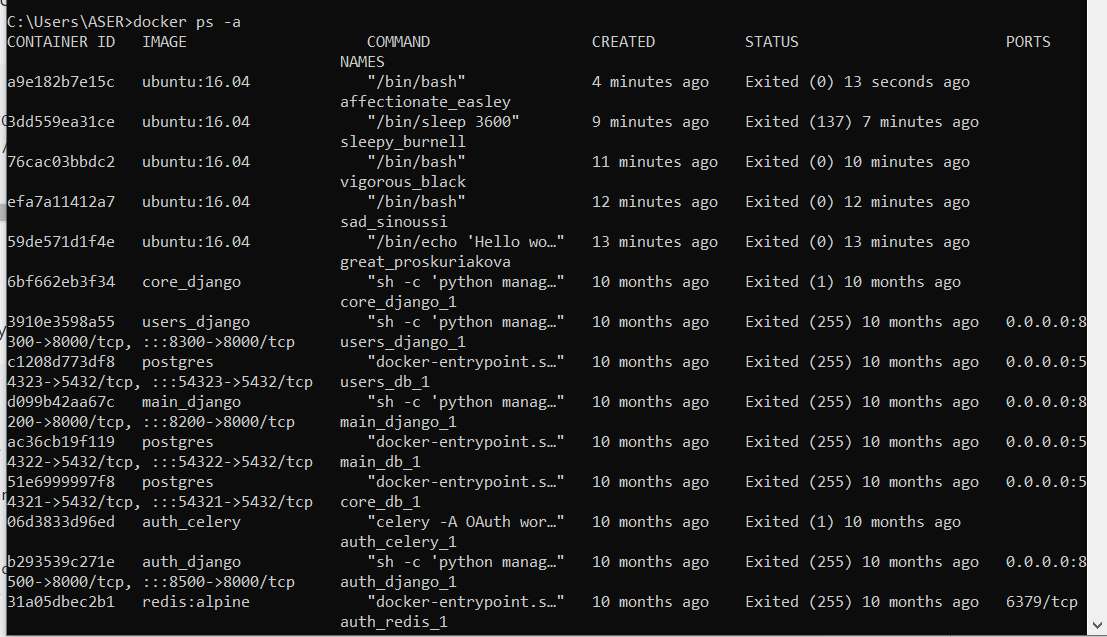 C:\Users\ASER>docker ps -a
CONTAINER ID   IMAGE                    COMMAND                  CREATED          STATUS                       PORTS
                                     NAMES
a9e182b7e15c   ubuntu:16.04             "/bin/bash"              4 minutes ago    Exited (0) 13 seconds ago
                                     affectionate_easley
3dd559ea31ce   ubuntu:16.04             "/bin/sleep 3600"        9 minutes ago    Exited (137) 7 minutes ago
                                     sleepy_burnell
76cac03bbdc2   ubuntu:16.04             "/bin/bash"              11 minutes ago   Exited (0) 10 minutes ago
                                     vigorous_black
efa7a11412a7   ubuntu:16.04             "/bin/bash"              12 minutes ago   Exited (0) 12 minutes ago
                                     sad_sinoussi
59de571d1f4e   ubuntu:16.04             "/bin/echo 'Hello wo…"   13 minutes ago   Exited (0) 13 minutes ago
                                     great_proskuriakova
6bf662eb3f34   core_django              "sh -c 'python manag…"   10 months ago    Exited (1) 10 months ago
                                     core_django_1
3910e3598a55   users_django             "sh -c 'python manag…"   10 months ago    Exited (255) 10 months ago   0.0.0.0:8
300->8000/tcp, :::8300->8000/tcp     users_django_1
c1208d773df8   postgres                 "docker-entrypoint.s…"   10 months ago    Exited (255) 10 months ago   0.0.0.0:5
4323->5432/tcp, :::54323->5432/tcp   users_db_1
d099b42aa67c   main_django              "sh -c 'python manag…"   10 months ago    Exited (255) 10 months ago   0.0.0.0:8
200->8000/tcp, :::8200->8000/tcp     main_django_1
ac36cb19f119   postgres                 "docker-entrypoint.s…"   10 months ago    Exited (255) 10 months ago   0.0.0.0:5
4322->5432/tcp, :::54322->5432/tcp   main_db_1
51e6999997f8   postgres                 "docker-entrypoint.s…"   10 months ago    Exited (255) 10 months ago   0.0.0.0:5
4321->5432/tcp, :::54321->5432/tcp   core_db_1
06d3833d96ed   auth_celery              "celery -A OAuth wor…"   10 months ago    Exited (1) 10 months ago
                                     auth_celery_1
b293539c271e   auth_django              "sh -c 'python manag…"   10 months ago    Exited (255) 10 months ago   0.0.0.0:8
500->8000/tcp, :::8500->8000/tcp     auth_django_1
31a05dbec2b1   redis:alpine             "docker-entrypoint.s…"   10 months ago    Exited (255) 10 months ago   6379/tcp
                                     auth_redis_1